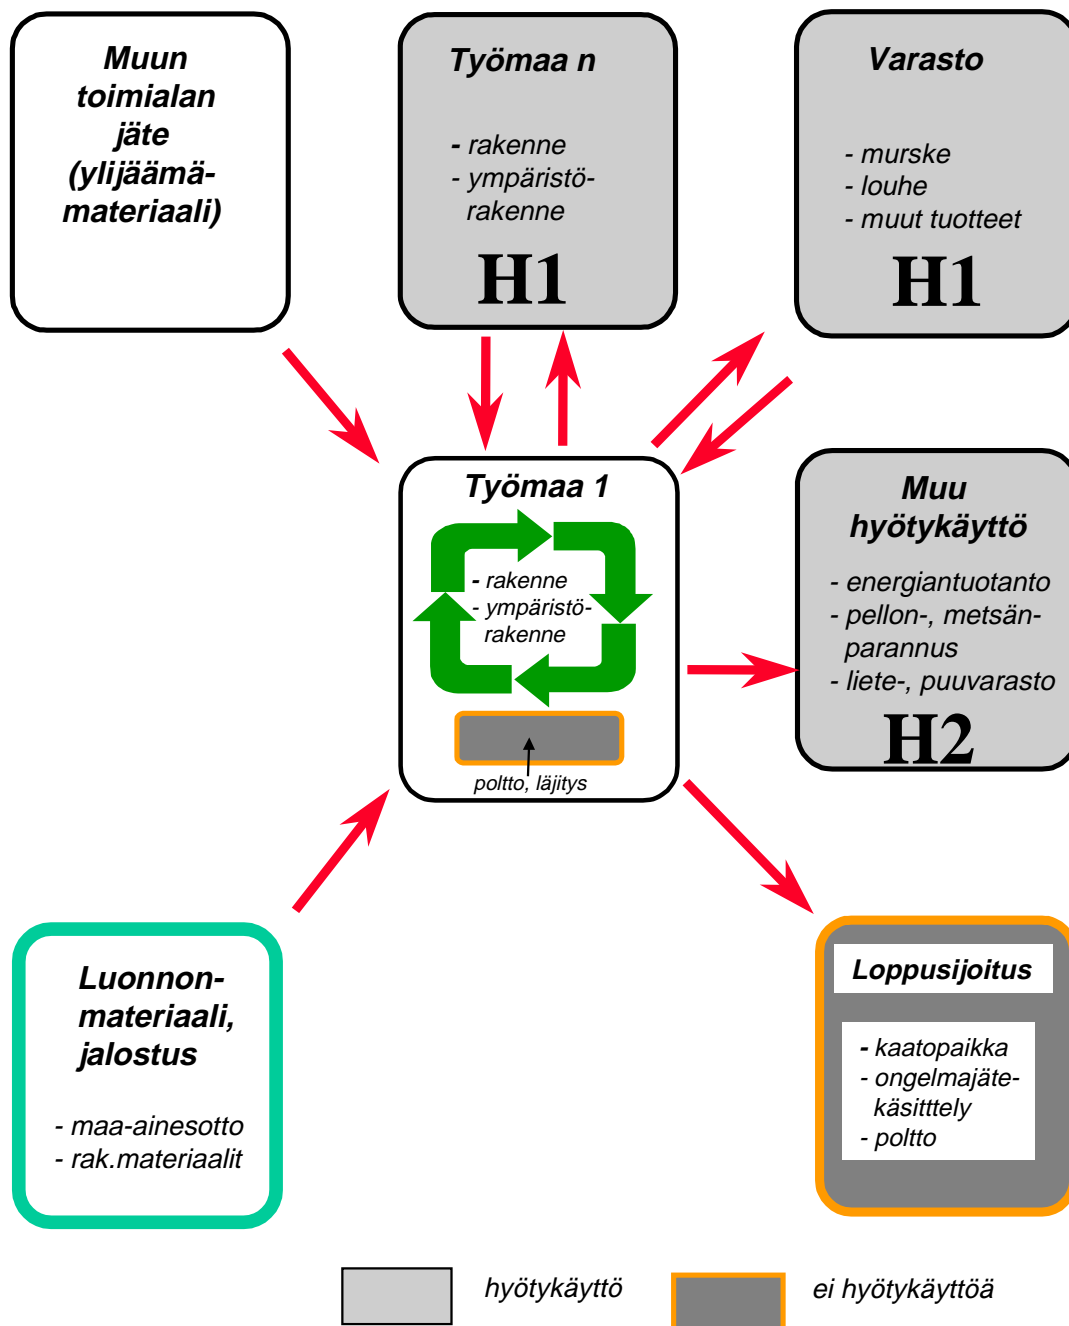 Muun
toimialan
jäte
(ylijäämä-
materiaali)
Työmaa n
- rakenne
- ympäristö-
rakenne
H1
Varasto
- murske
- louhe
- muut tuotteet
H1
Työmaa 1
- rakenne
- ympäristö-
rakenne
poltto, läjitys
Muu
hyötykäyttö
- energiantuotanto
- pellon-, metsän-
parannus
- liete-, puuvarasto
H2
Luonnon-
materiaali,
jalostus
- maa-ainesotto
- rak.materiaalit
Loppusijoitus
- kaatopaikka
- ongelmajäte-
käsitttely
- poltto
hyötykäyttö
ei hyötykäyttöä